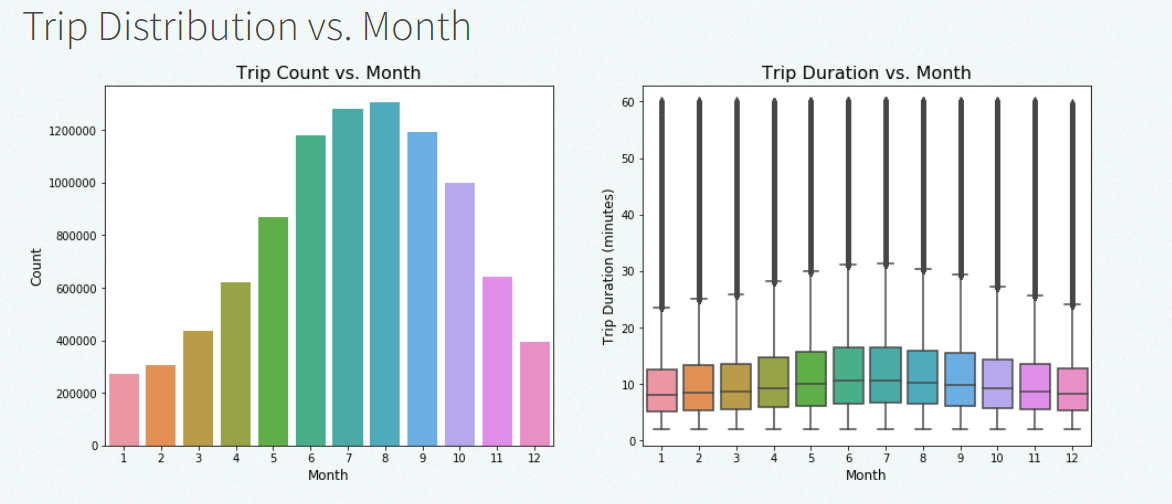 Trip Distribution vs. Month
Trip Count vs. Month
Count
1200000
1000000
800000
600000
400000
200000
0
1 2 3 4 5 6 7 8 9 10 11 12
Month
Trip Duration vs. Month
Trip Duration (minutes)
60
50
40
30
20
10
0
1 2 3 4 5 6 7 8 9 10 11 12
Month